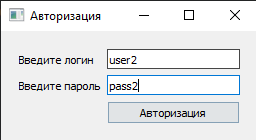 Авторизация
Введите логин user2
Введите пароль pass2
Авторизация